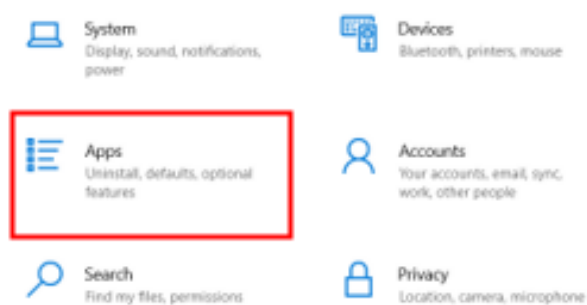 System
Display, sound, notifications,
power
Devices
Bluetooth, printers, mouse
Apps
Uninstall, defaults, optional
features
Accounts
Your accounts, email, sync,
work, other people
Search
Find my files, permissions
Privacy
Location, camera, microphone